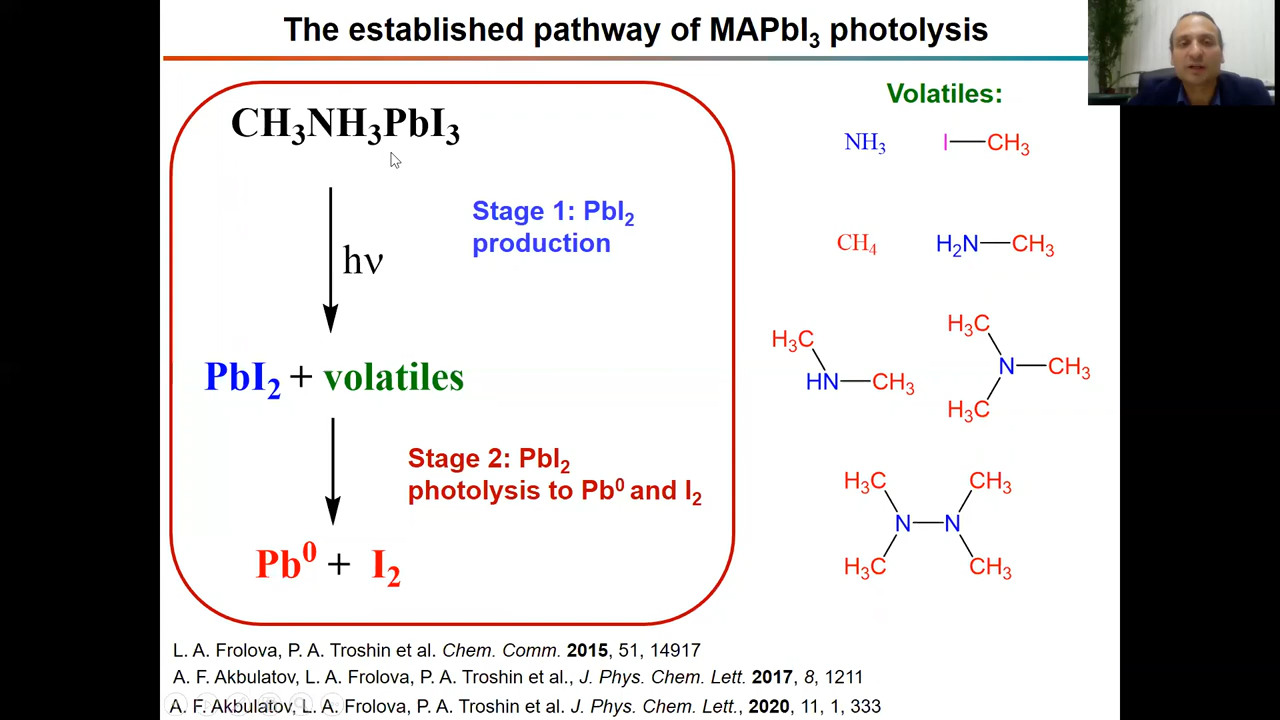 The established pathway of MAPbI₃ photolysis
CH₃NH₃PbI₃
Stage 1: PbI₂
production
hν
PbI₂ + volatiles
Stage 2: PbI₂
photolysis to Pb⁰ and I₂
Pb⁰ + I₂
Volatiles:
NH₃ I CH₃
CH₄ H₂N CH₃
H₃C H₃C
HN CH₃ N CH₃
H₃C
H₃C CH₃
N N
H₃C CH₃
L. A. Frolova, P. A. Troshin et al. Chem. Comm. 2015, 51, 14917
A. F. Akbulatov, L. A. Frolova, P. A. Troshin et al., J. Phys. Chem. Lett. 2017, 8, 1211
A. F. Akbulatov, L. A. Frolova, P. A. Troshin et al. J. Phys. Chem. Lett., 2020, 11, 1, 333